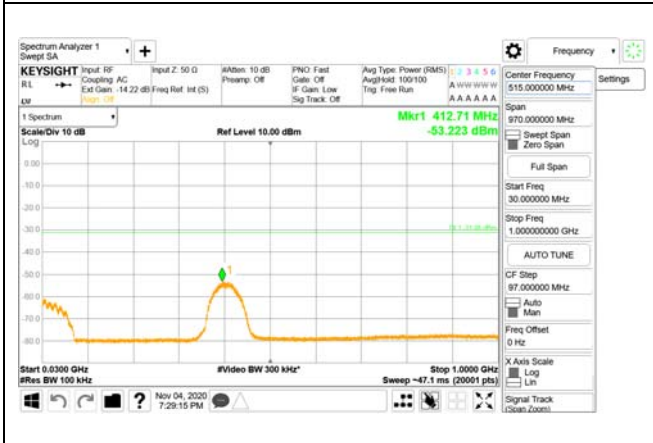 Spectrum Analyzer 1
Swept SA
Frequency
KEYSIGHT
Input: RF
Input Z: 50 Ω
#Atten: 10 dB
PNO: Fast
Avg Type: Power (RMS)
1 2 3 4 5 6
RL
Coupling: AC
Preamp: Off
Gate: Off
Avg|Hold: 100/100
A W W W W W
Ext Gain: -14.22 dB
Freq Ref: Int (S)
IF Gain: Low
Trig: Free Run
Align: Off
Sig Track: Off
A A A A A A
1 Spectrum
Mkr1 412.71 MHz
Scale/Div 10 dB
Ref Level 10.00 dBm
-53.223 dBm
Log
0.00
-10.0
-20.0
-30.0
-40.0
-50.0
1
-60.0
-70.0
-80.0
Start 0.0300 GHz
#Video BW 300 kHz*
Stop 1.0000 GHz
#Res BW 100 kHz
Sweep ~47.1 ms (20001 pts)
Nov 04, 2020
7:29:15 PM
Center Frequency
515.000000 MHz
Settings
Span
970.000000 MHz
Swept Span
Zero Span
Full Span
Start Freq
30.000000 MHz
Stop Freq
1.000000000 GHz
AUTO TUNE
CF Step
97.000000 MHz
Auto
Man
Freq Offset
0 Hz
X Axis Scale
Log
Lin
Signal Track
(Span Zoom)